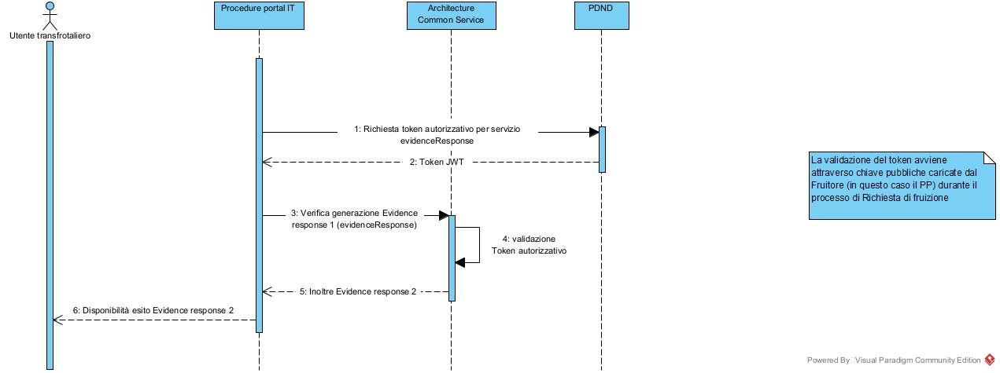 Procedure portal IT
Architecture
Common Service
PDND
Utente transfrotaliero
1: Richiesta token autorizzativo per servizio
evidenceResponse
2: Token JWT
La validazione del token avviene
attraverso chiave pubbliche caricate dal
Fruitore (in questo caso il PP) durante il
processo di Richiesta di fruizione
3: Verifica generazione Evidence
response 1 (evidenceResponse)
4: validazione
Token autorizzativo
5: Inoltre Evidence response 2
6: Disponibilità esito Evidence response 2
Powered By Visual Paradigm Community Edition